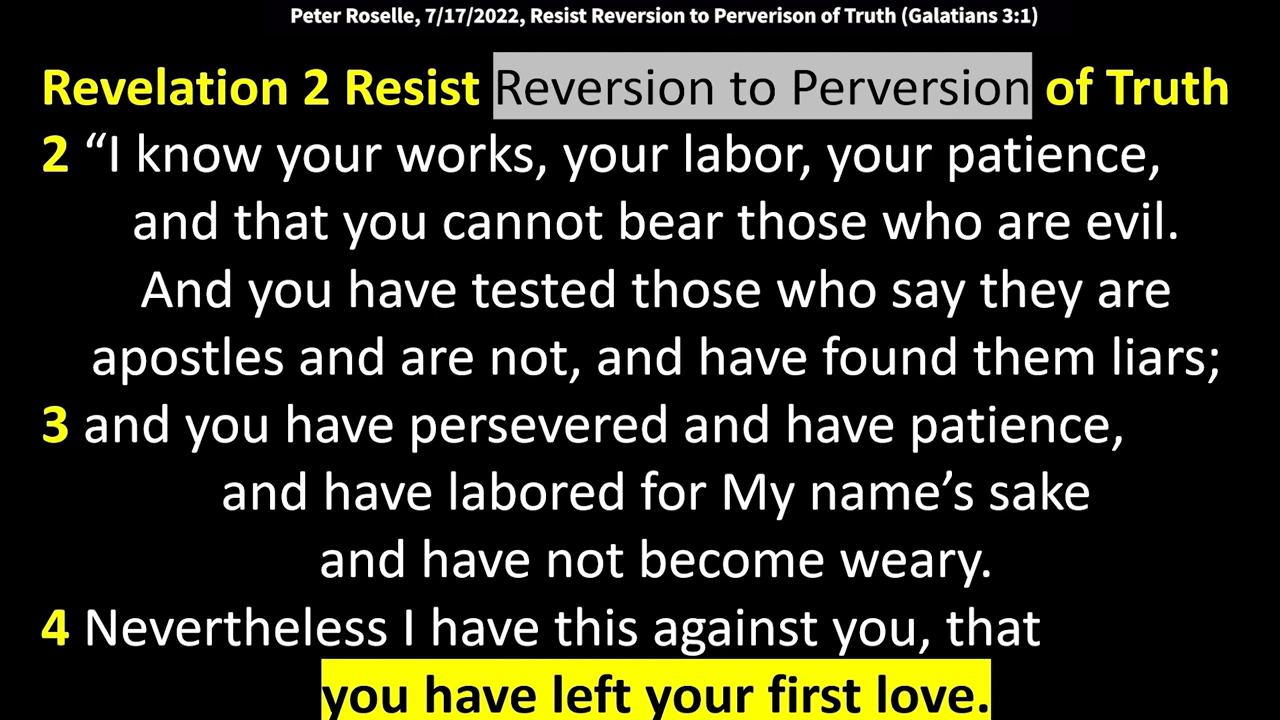 Peter Roselle, 7/17/2022, Resist Reversion to Perverison of Truth (Galatians 3:1)
Revelation 2 Resist Reversion to Perversion of Truth
2 “I know your works, your labor, your patience,
and that you cannot bear those who are evil.
And you have tested those who say they are
apostles and are not, and have found them liars;
3 and you have persevered and have patience,
and have labored for My name’s sake
and have not become weary.
4 Nevertheless I have this against you, that
you have left your first love.